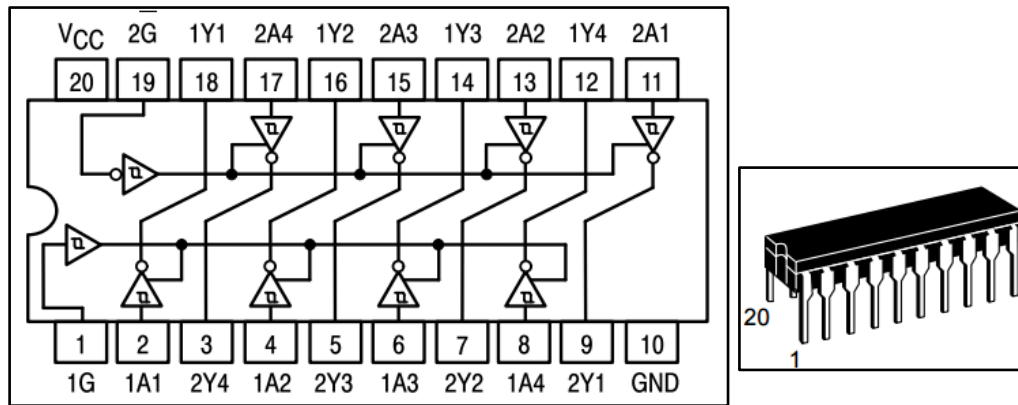 VCC 2G̅ 1Y1 2A4 1Y2 2A3 1Y3 2A2 1Y4 2A1
20 19 18 17 16 15 14 13 12 11
1 2 3 4 5 6 7 8 9 10
1G 1A1 2Y4 1A2 2Y3 1A3 2Y2 1A4 2Y1 GND
20
1